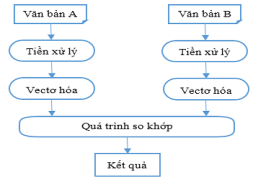 Văn bản A
Văn bản B
Tiền xử lý
Tiền xử lý
Vectơ hóa
Vectơ hóa
Quá trình so khớp
Kết quả